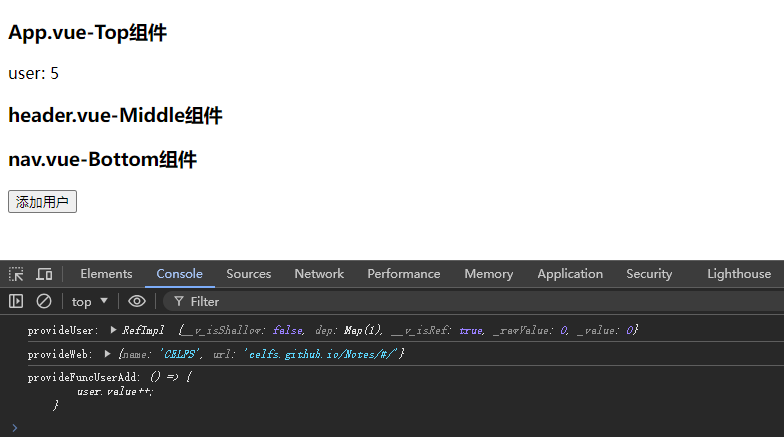 App.vue-Top组件
user: 5
header.vue-Middle组件
nav.vue-Bottom组件
添加用户
Elements Console Sources Network Performance Memory Application Security Lighthouse
top Filter
provideUser: RefImpl {__v_isShallow: false, dep: Map(1), __v_isRef: true, _rawValue: 0, _value: 0}
provideWeb: {name: 'CELFS', url: 'celfs.github.io/Notes/#/'}
provideFuncUserAdd: () => {
user.value++;
}